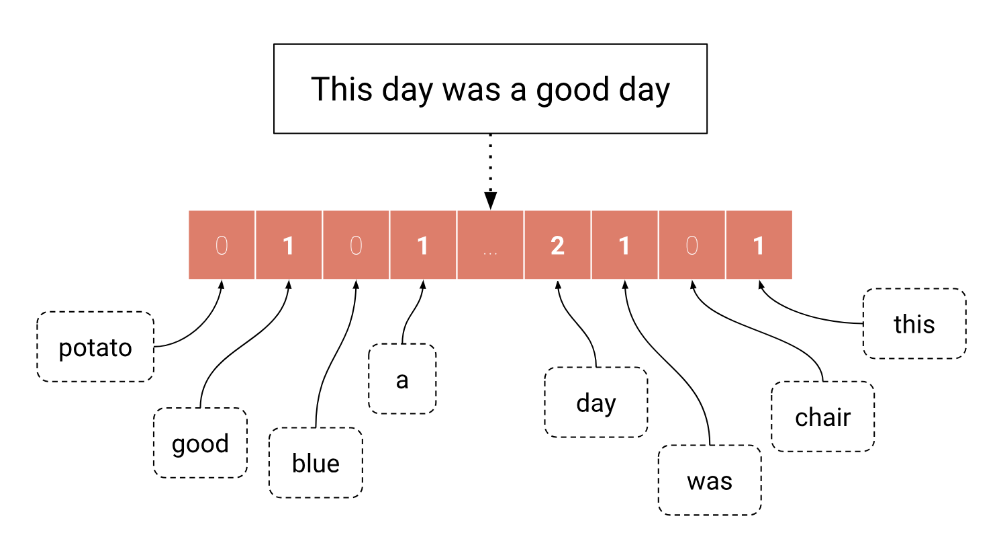 This day was a good day
0 1 0 1 ... 2 1 0 1
potato
good
blue
a
day
was
chair
this